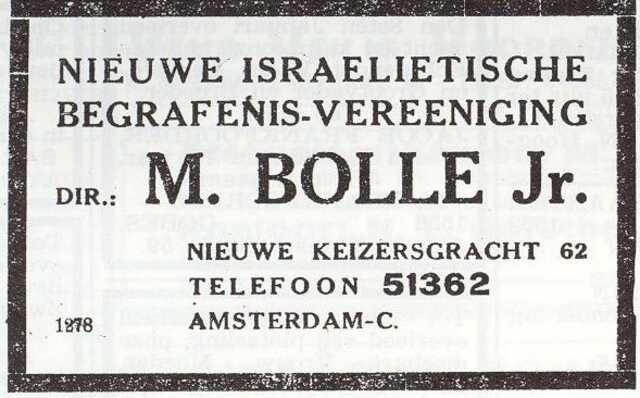 NIEUWE ISRAELIETISCHE
BEGRAFENIS-VEREENIGING
DIR.: M. BOLLE Jr.
NIEUWE KEIZERSGRACHT 62
TELEFOON 51362
1278 AMSTERDAM-C.